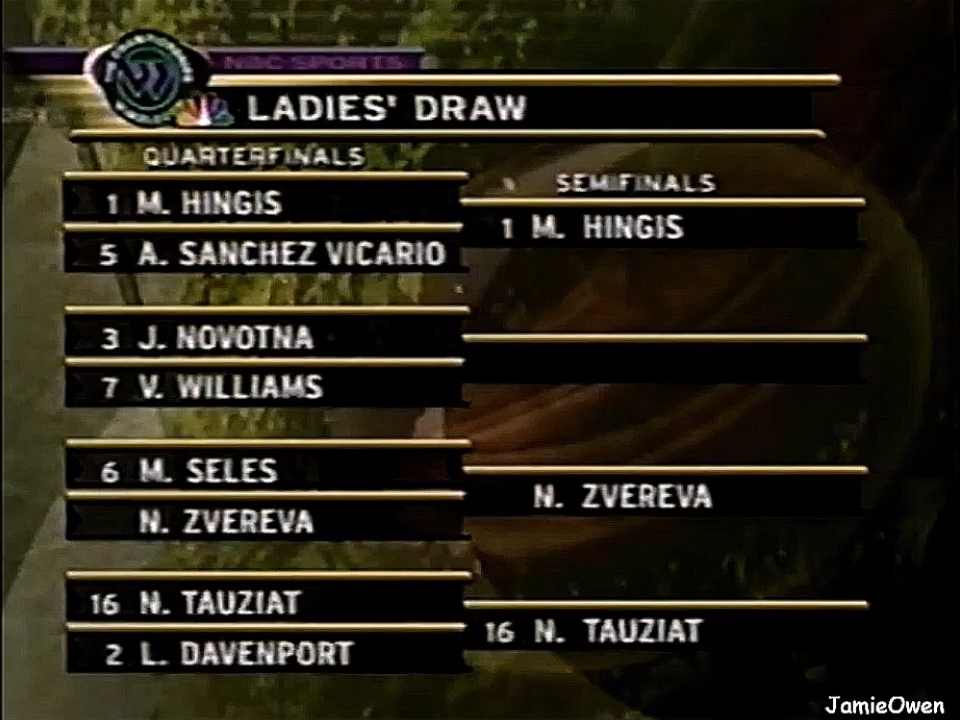 NBC SPORTS
LADIES' DRAW
QUARTERFINALS
1 M. HINGIS
5 A. SANCHEZ VICARIO
3 J. NOVOTNA
7 V. WILLIAMS
6 M. SELES
N. ZVEREVA
16 N. TAUZIAT
2 L. DAVENPORT
SEMIFINALS
1 M. HINGIS
N. ZVEREVA
16 N. TAUZIAT
JamieOwen